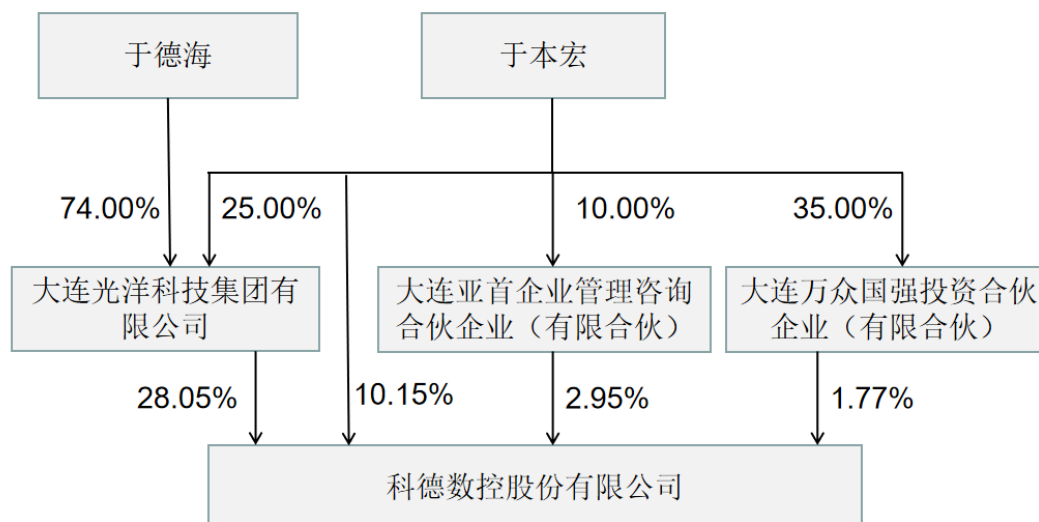 于德海
于本宏
74.00%
25.00%
10.00%
35.00%
大连光洋科技集团有
限公司
大连亚首企业管理咨询
合伙企业（有限合伙）
大连万众国强投资合伙
企业（有限合伙）
28.05%
10.15%
2.95%
1.77%
科德数控股份有限公司